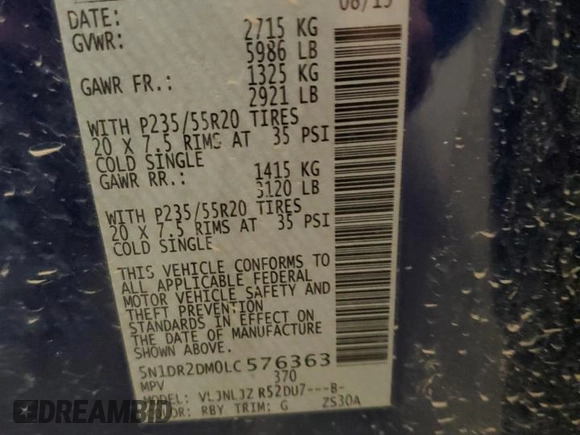 DATE: 08/19
GVWR: 2715 KG
5986 LB
GAWR FR.: 1325 KG
2921 LB
WITH P235/55R20 TIRES
20 X 7.5 RIMS AT 35 PSI
COLD SINGLE
GAWR RR.: 1415 KG
3120 LB
WITH P235/55R20 TIRES
20 X 7.5 RIMS AT 35 PSI
COLD SINGLE
THIS VEHICLE CONFORMS TO
ALL APPLICABLE FEDERAL
MOTOR VEHICLE SAFETY AND
THEFT PREVENTION
STANDARDS IN EFFECT ON
THE DATE OF MANUFACTURE
SHOWN ABOVE.
5N1DR2DM0LC576363
MPV 370
MODEL: VLJNLJZ R52DU7---B-
OR: RBY TRIM: G ZS30A
DREAMBID